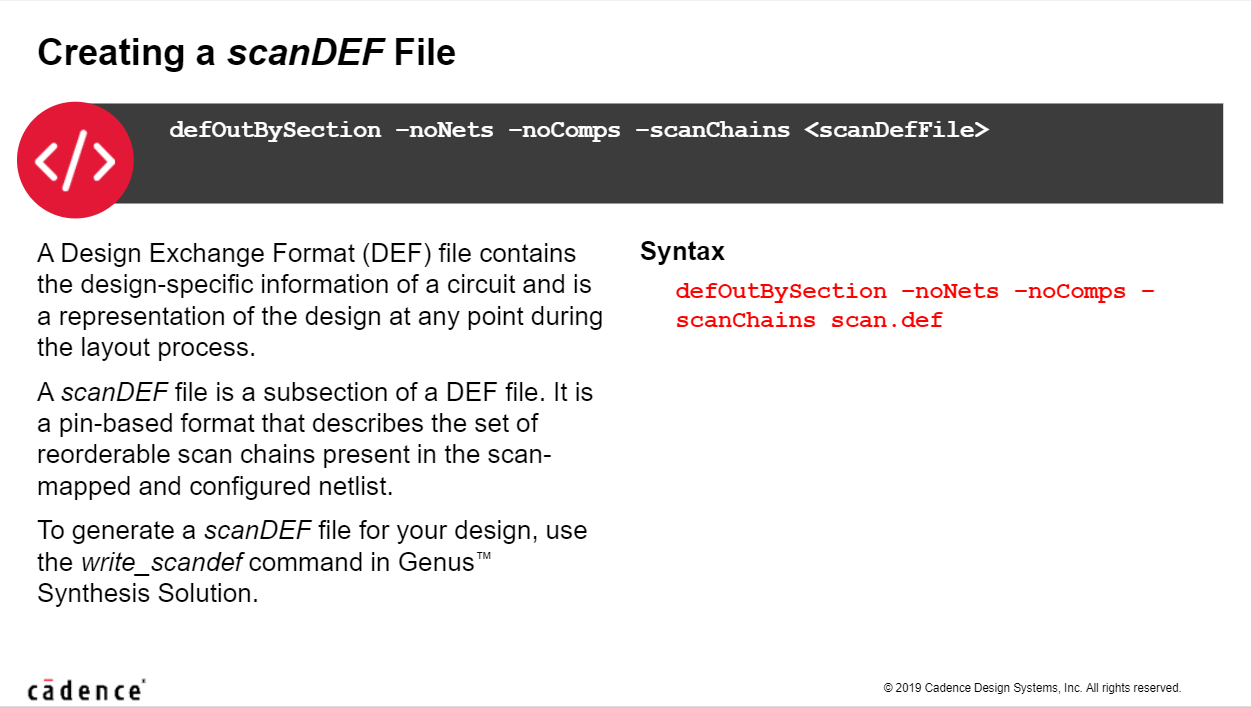 Creating a scanDEF File
defOutBySection –noNets –noComps –scanChains <scanDefFile>
</>
A Design Exchange Format (DEF) file contains
the design-specific information of a circuit and is
a representation of the design at any point during
the layout process.
A scanDEF file is a subsection of a DEF file. It is
a pin-based format that describes the set of
reorderable scan chains present in the scan-
mapped and configured netlist.
To generate a scanDEF file for your design, use
the write_scandef command in Genus™
Synthesis Solution.
Syntax
defOutBySection –noNets –noComps –
scanChains scan.def
cādence
© 2019 Cadence Design Systems, Inc. All rights reserved.